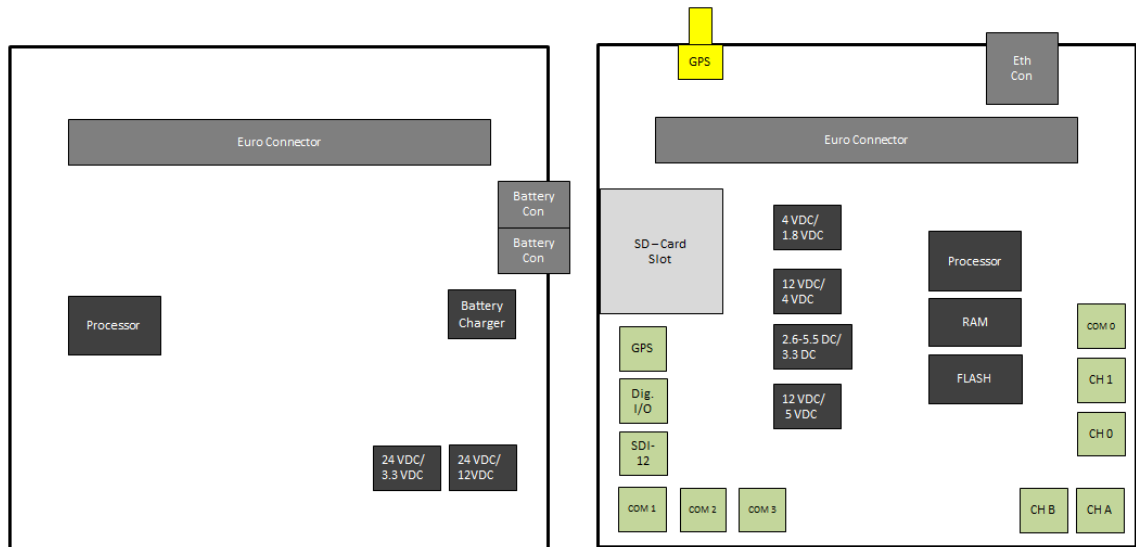 Euro Connector
Battery
Con
Battery
Con
Processor
Battery
Charger
24 VDC/
3.3 VDC
24 VDC/
12VDC
GPS
Eth
Con
Euro Connector
SD – Card
Slot
4 VDC/
1.8 VDC
Processor
12 VDC/
4 VDC
RAM
COM 0
GPS
2.6-5.5 DC/
3.3 DC
FLASH
CH 1
Dig.
I/O
12 VDC/
5 VDC
CH 0
SDI-
12
COM 1
COM 2
COM 3
CH B
CH A